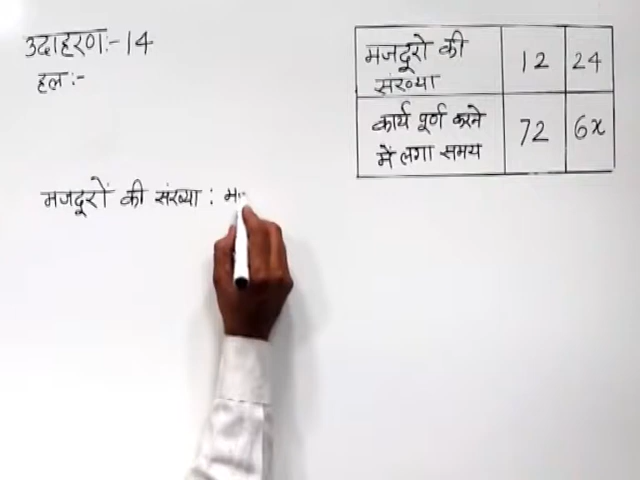 उदाहरण:-14
हल:-
मजदूरो की संख्या 12 24
कार्य पूर्ण करने में लगा समय 72 6x
मजदूरों की संख्या :